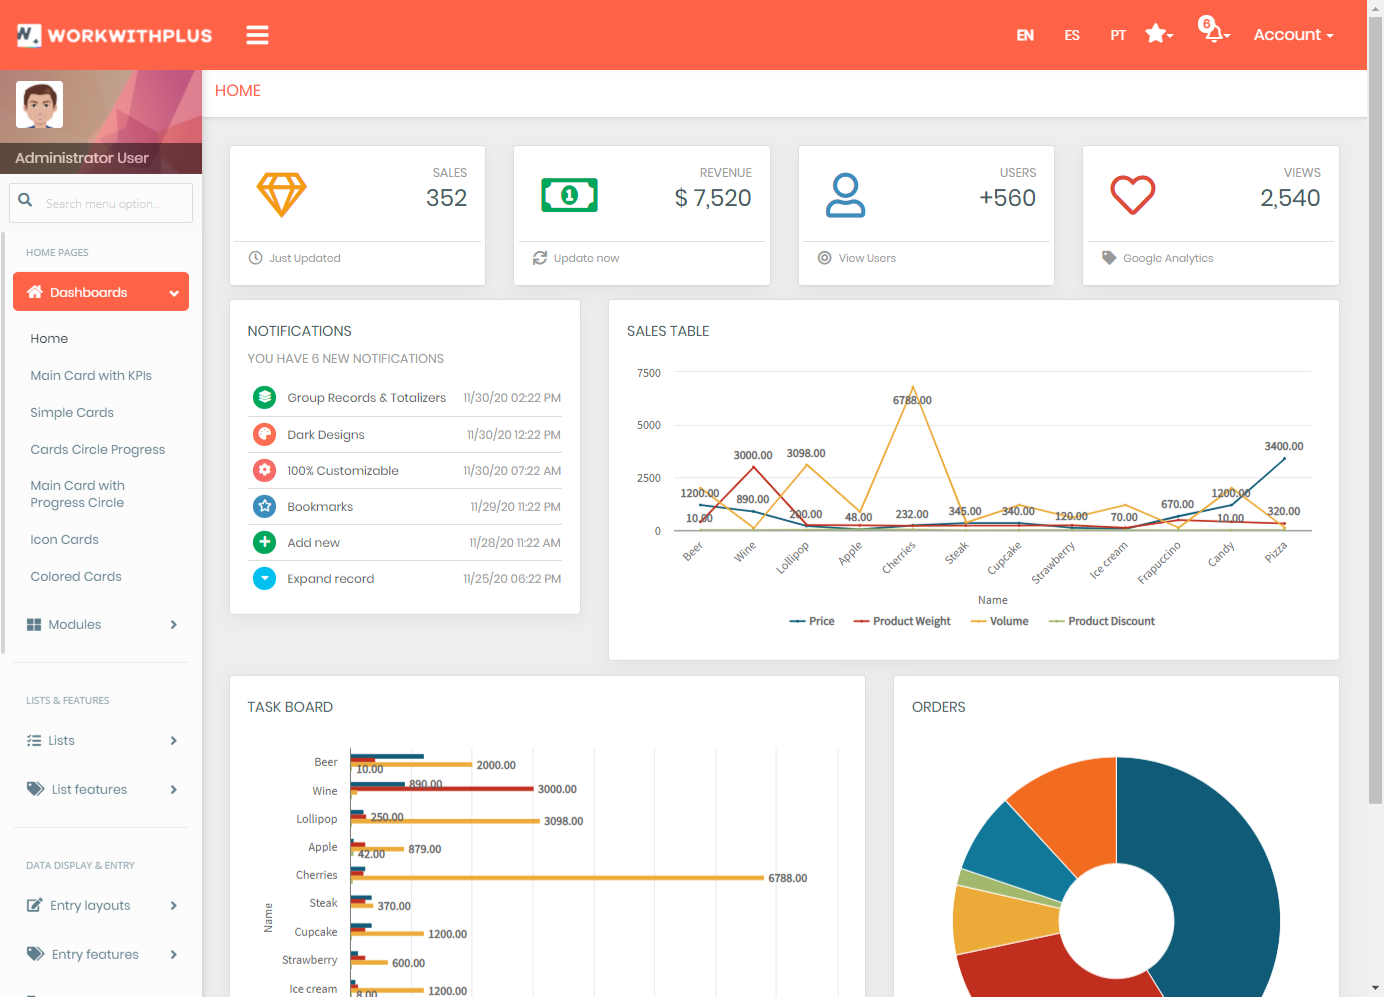 WORKWITHPLUS
EN
ES
PT
6
Account
HOME
Administrator User
Search menu option...
HOME PAGES
Dashboards
Home
Main Card with KPIs
Simple Cards
Cards Circle Progress
Main Card with
Progress Circle
Icon Cards
Colored Cards
Modules
LISTS & FEATURES
Lists
List features
DATA DISPLAY & ENTRY
Entry layouts
Entry features
SALES
352
Just Updated
REVENUE
$ 7,520
Update now
USERS
+560
View Users
VIEWS
2,540
Google Analytics
NOTIFICATIONS
YOU HAVE 6 NEW NOTIFICATIONS
Group Records & Totalizers 11/30/20 02:22 PM
Dark Designs 11/30/20 12:22 PM
100% Customizable 11/30/20 07:22 AM
Bookmarks 11/29/20 11:22 PM
Add new 11/28/20 11:22 AM
Expand record 11/25/20 06:22 PM
SALES TABLE
7500
5000
2500
0
6788.00
3400.00
3000.00
3098.00
1200.00
890.00
1200.00
670.00
10.00
200.00
48.00
232.00
345.00
340.00
120.00
70.00
10.00
320.00
Beer
Wine
Lollipop
Apple
Cherries
Steak
Cupcake
Strawberry
Ice cream
Frapuccino
Candy
Pizza
Name
Price
Product Weight
Volume
Product Discount
TASK BOARD
Name
Beer
2000.00
10.00
Wine
890.00
3000.00
Lollipop
250.00
3098.00
Apple
879.00
42.00
Cherries
6788.00
Steak
370.00
Cupcake
1200.00
Strawberry
600.00
Ice cream
1200.00
8.00
ORDERS